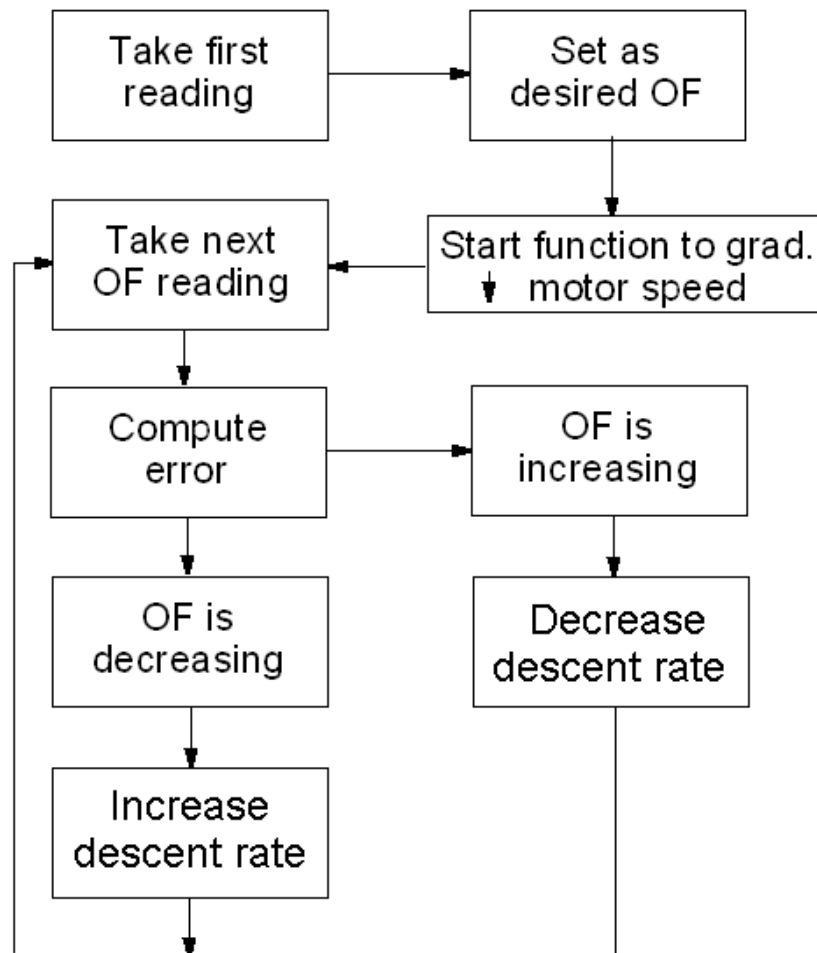 Take first
reading
Set as
desired OF
Start function to grad.
motor speed
Take next
OF reading
Compute
error
OF is
increasing
OF is
decreasing
Decrease
descent rate
Increase
descent rate